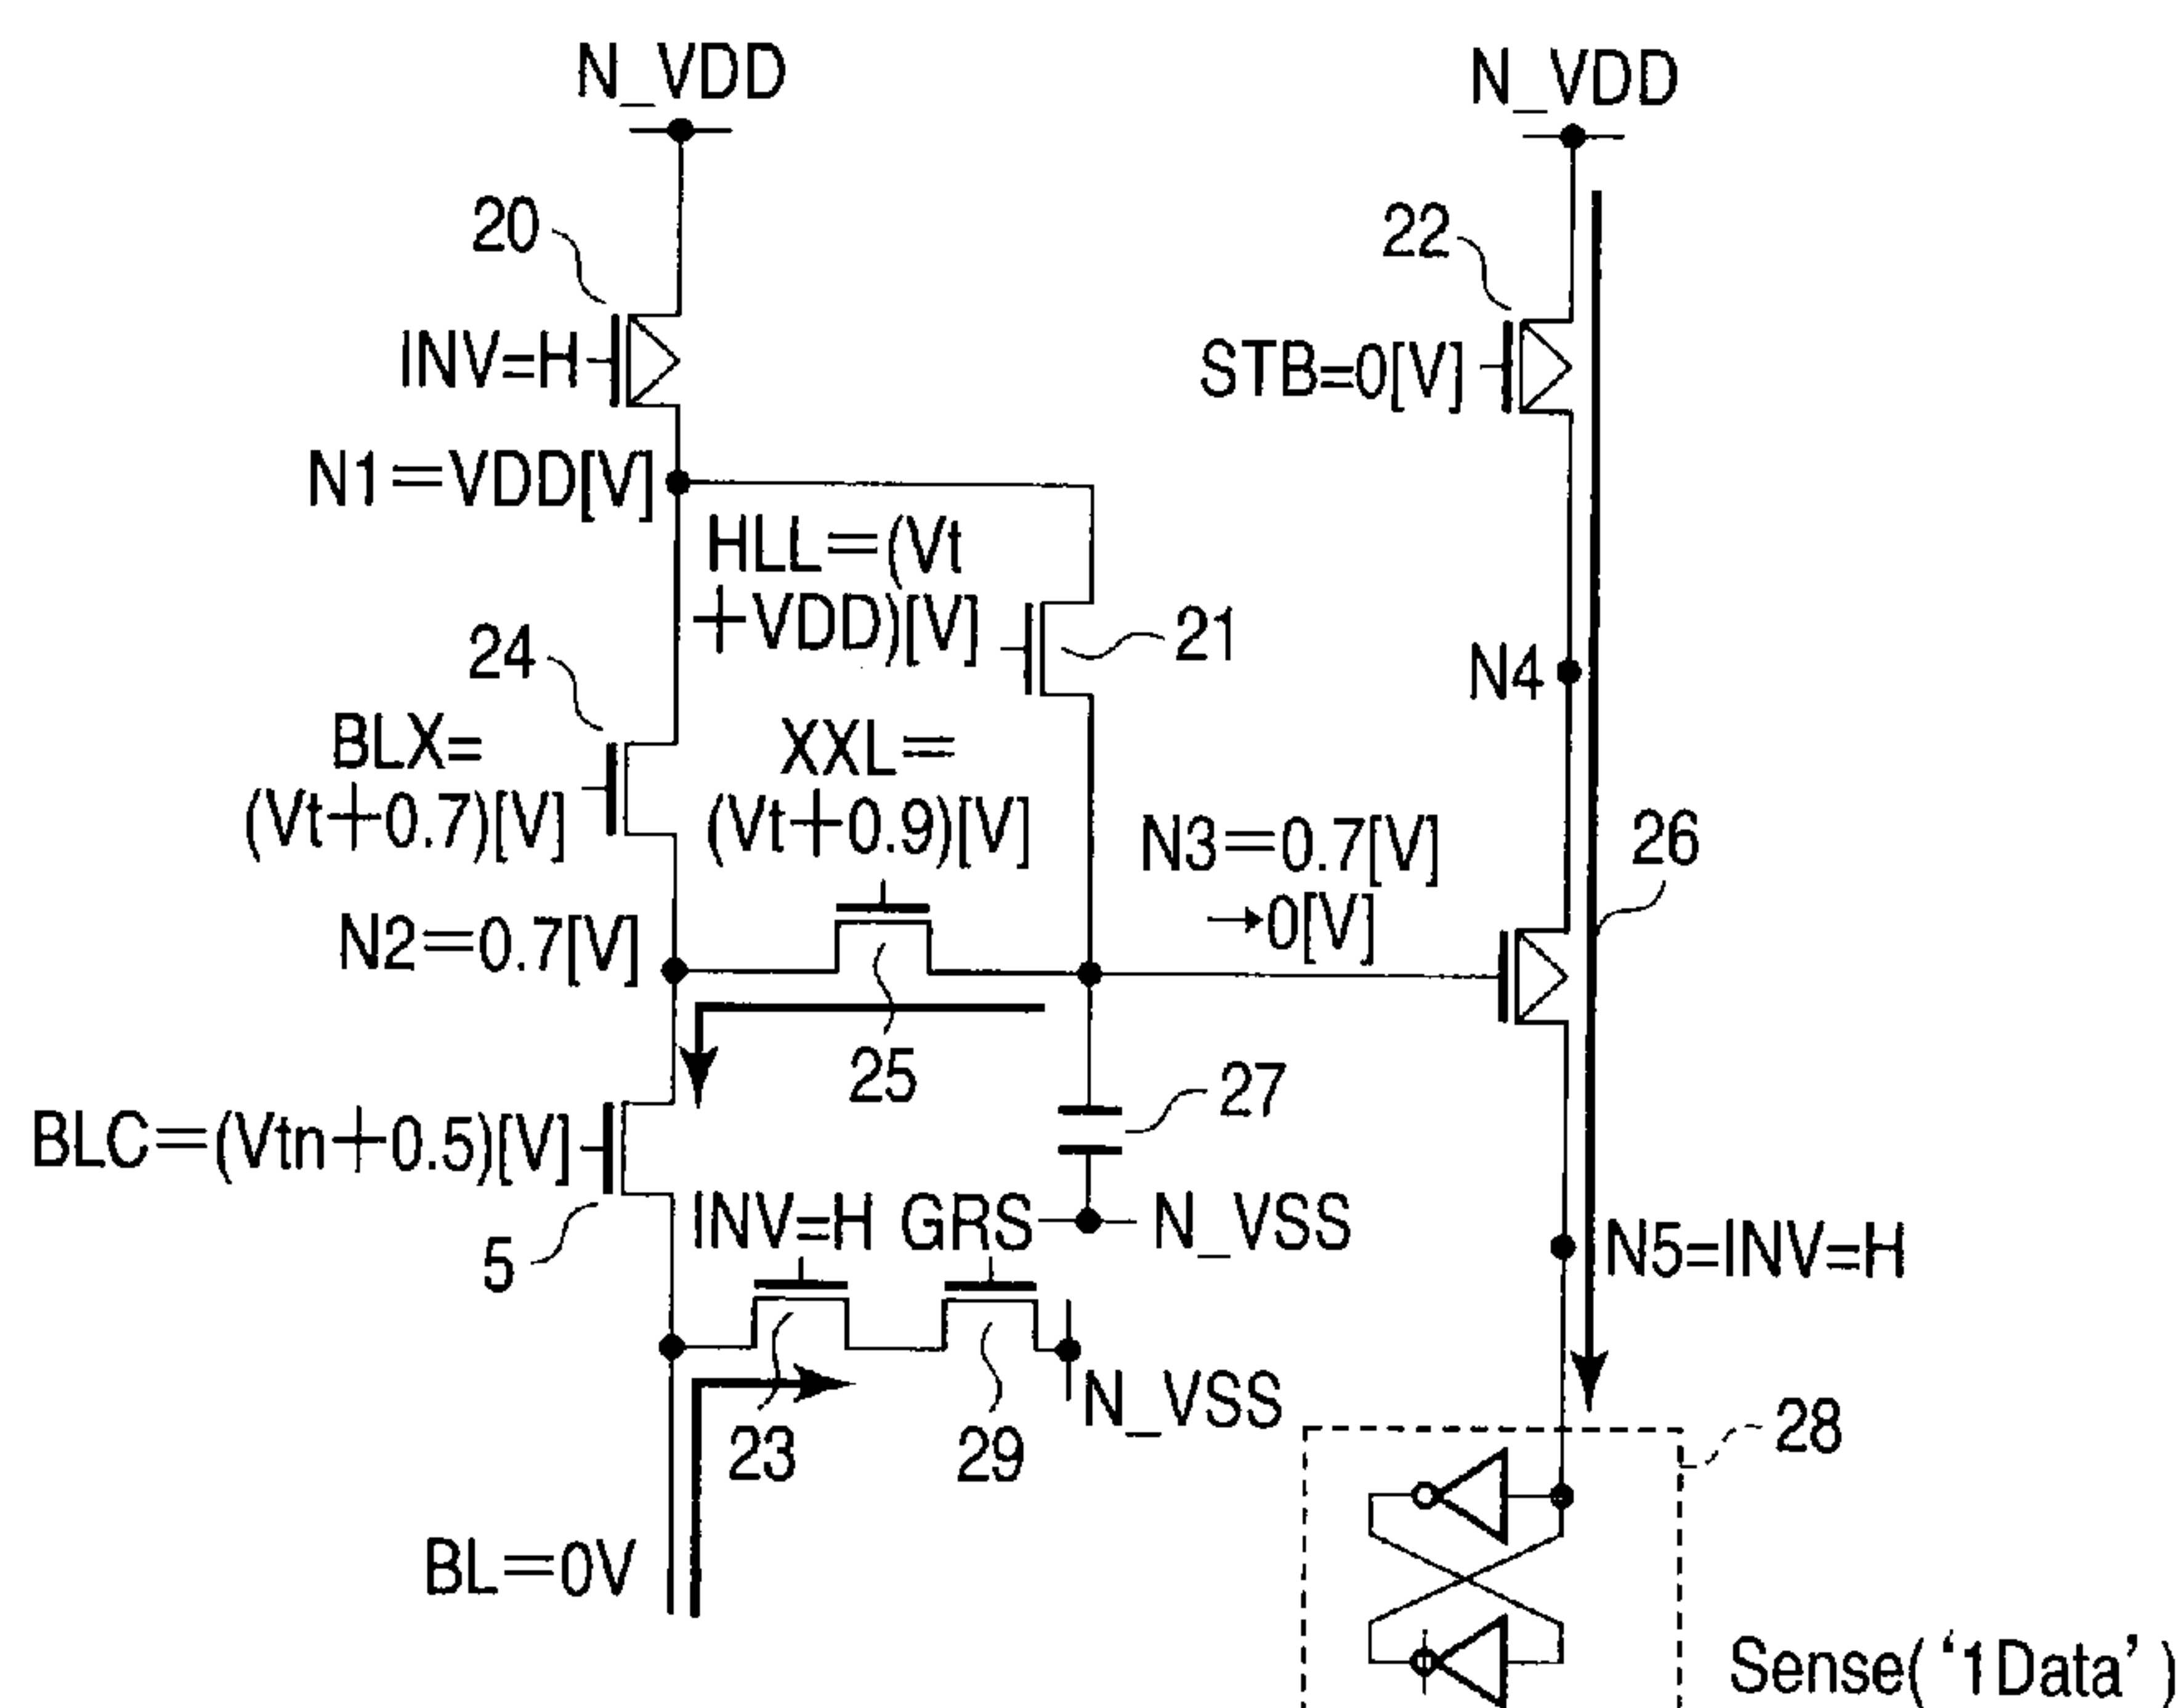 N_VDD
N_VDD
20
22
INV=H
STB=0[V]
N1=VDD[V]
HLL=(Vt
+VDD)[V]
21
24
N4
BLX=
(Vt+0.7)[V]
XXL=
(Vt+0.9)[V]
N3=0.7[V]
→0[V]
26
N2=0.7[V]
25
27
BLC=(Vtn+0.5)[V]
5
INV=H
GRS
N_VSS
N5=INV=H
N_VSS
23
29
28
BL=0V
Sense(‘1Data’)